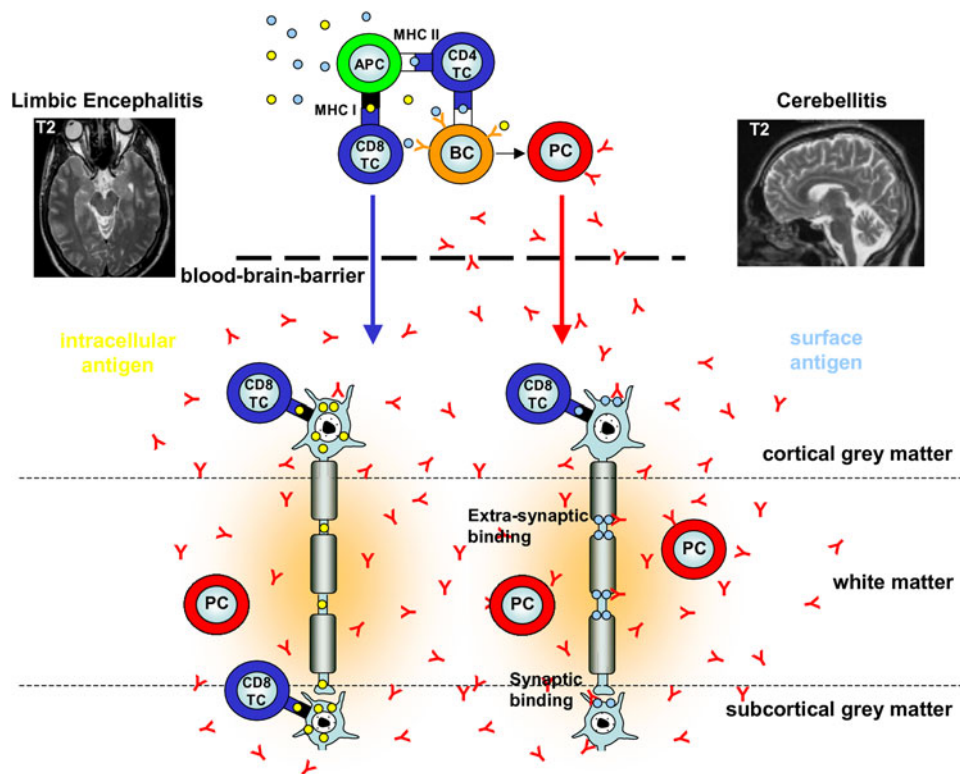 MHC II
APC
CD4
TC
Limbic Encephalitis
MHC I
Cerebellitis
T2
T2
CD8
TC
BC
PC
blood-brain-barrier
intracellular
antigen
surface
antigen
CD8
TC
CD8
TC
cortical grey matter
Extra-synaptic
binding
PC
white matter
PC
PC
CD8
TC
Synaptic
binding
subcortical grey matter